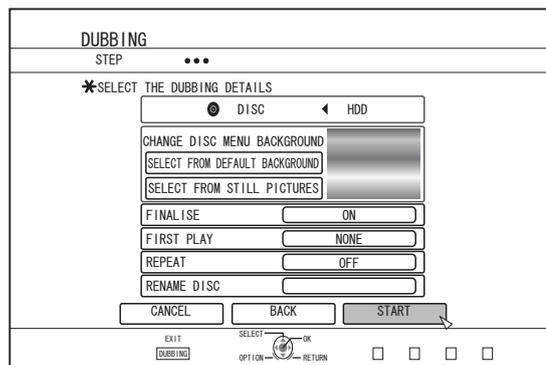 DUBBING
STEP
SELECT THE DUBBING DETAILS
DISC HDD
CHANGE DISC MENU BACKGROUND
SELECT FROM DEFAULT BACKGROUND
SELECT FROM STILL PICTURES
FINALISE ON
FIRST PLAY NONE
REPEAT OFF
RENAME DISC
CANCEL BACK START
EXIT
DUBBING
SELECT OK
OPTION RETURN